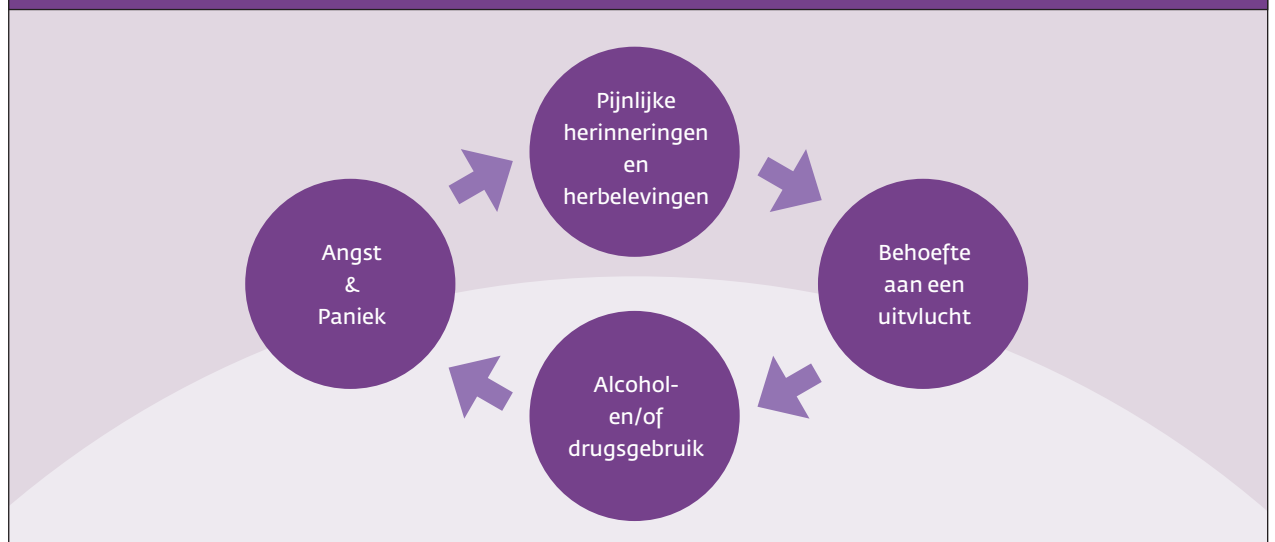 Pijnlijke
herinneringen
en
herbelevingen
Angst
&
Paniek
Behoefte
aan een
uitvlucht
Alcohol-
en/of
drugsgebruik